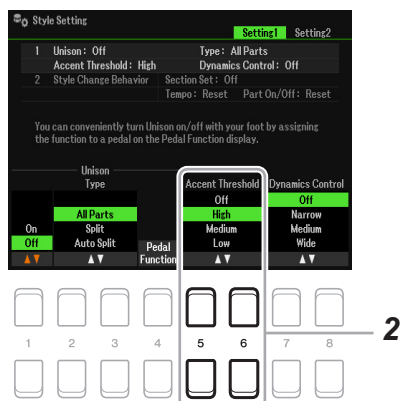 Style Setting
Setting1 Setting2
1 Unison: Off Type: All Parts
Accent Threshold: High Dynamics Control: Off
2 Style Change Behavior Section Set: Off
Tempo: Reset Part On/Off: Reset
You can conveniently turn Unison on/off with your foot by assigning
the function to a pedal on the Pedal Function display.
Unison
Type Accent Threshold Dynamics Control
Off Off
All Parts High Narrow
On Split Medium Medium
Off Auto Split Pedal Low Wide
Function
1 2 3 4 5 6 7 8
2